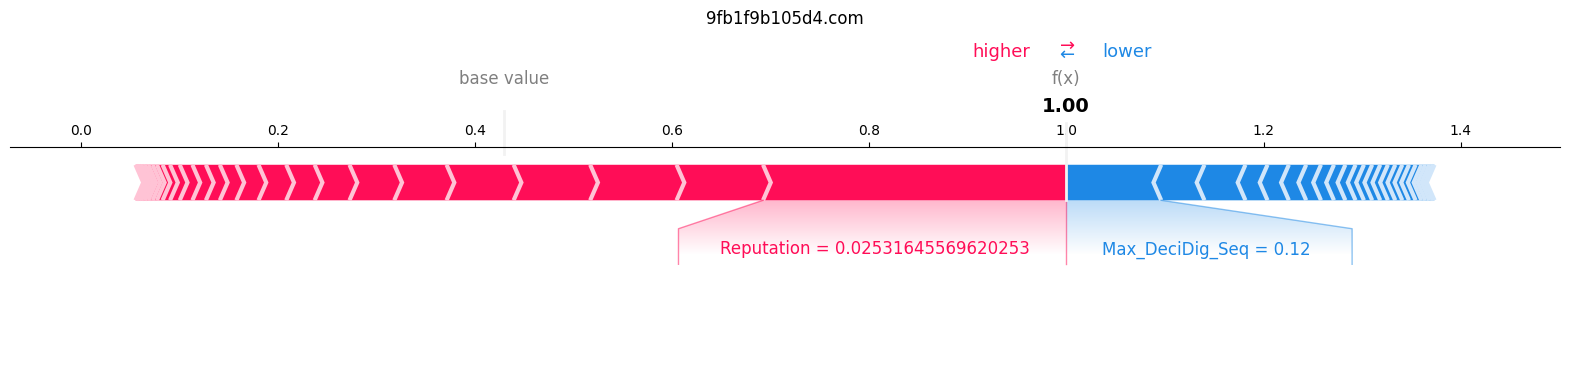 9fb1f9b105d4.com
higher ⇄ lower
base value f(x)
1.00
0.0 0.2 0.4 0.6 0.8 1.0 1.2 1.4
Reputation = 0.02531645569620253 Max_DeciDig_Seq = 0.12